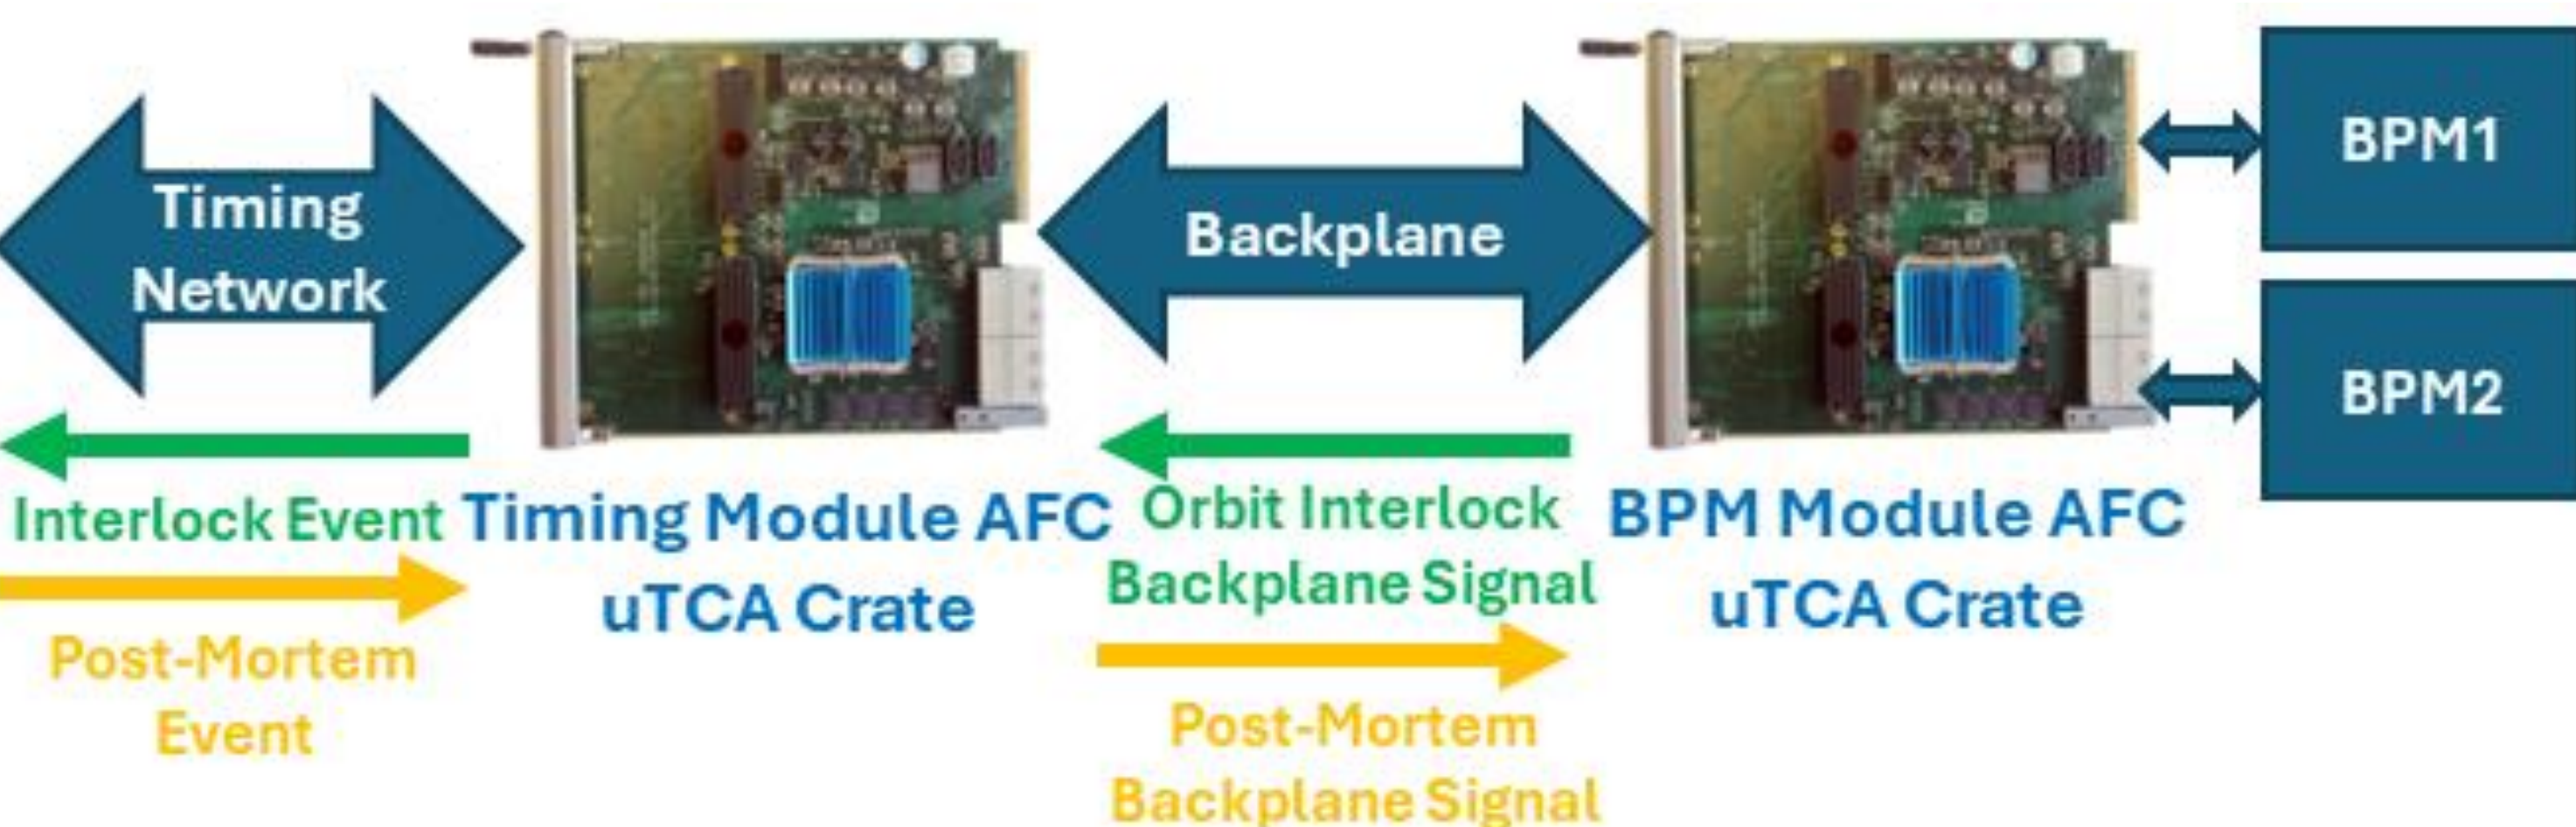 Timing
Network
Backplane
BPM1
BPM2
Interlock Event
Timing Module AFC
uTCA Crate
Orbit Interlock
Backplane Signal
BPM Module AFC
uTCA Crate
Post-Mortem
Event
Post-Mortem
Backplane Signal